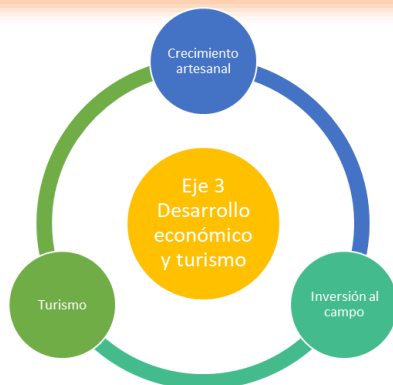 Crecimiento
artesanal
Eje 3
Desarrollo
económico
y turismo
Turismo
Inversión al
campo